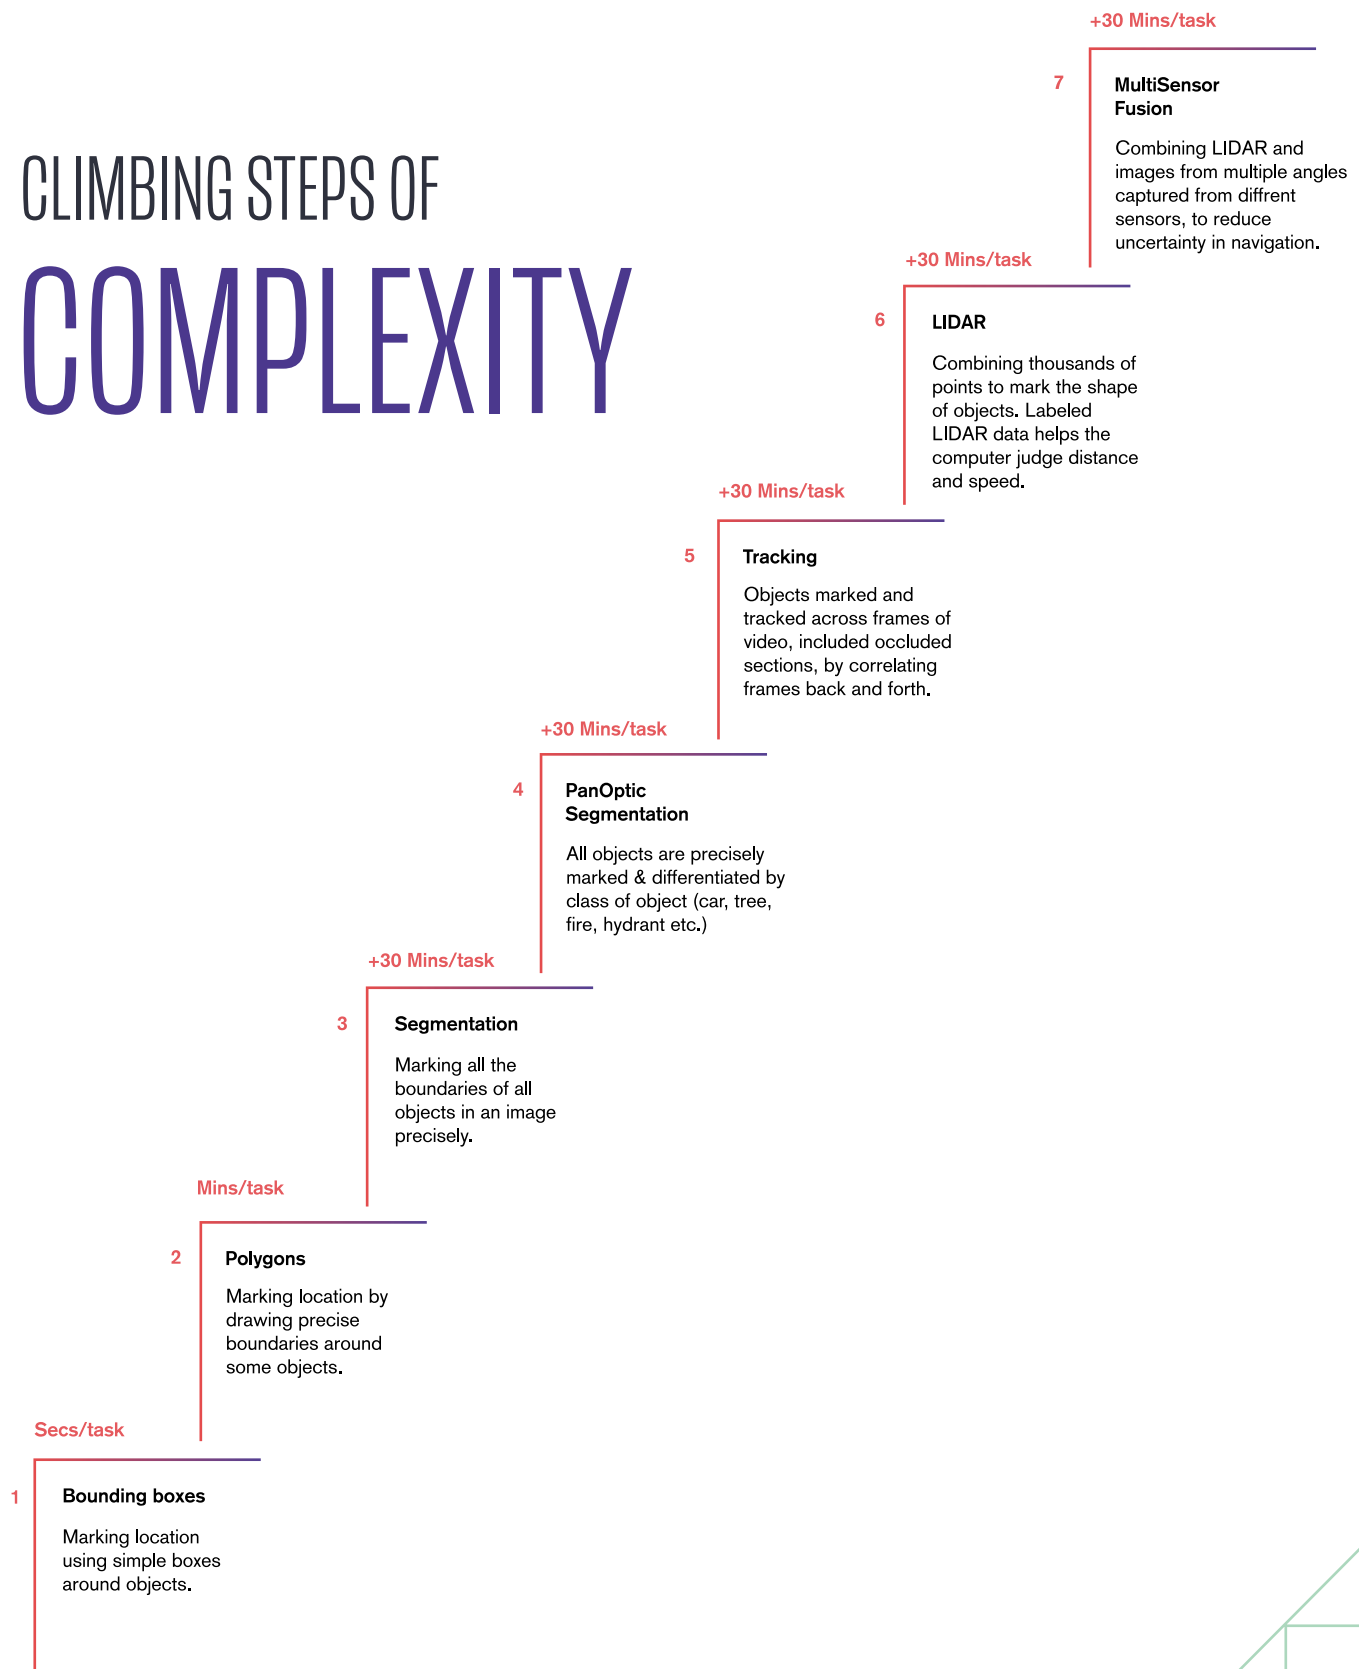 CLIMBING STEPS OF
COMPLEXITY
+30 Mins/task
7
MultiSensor
Fusion
Combining LIDAR and
images from multiple angles
captured from diffrent
sensors, to reduce
uncertainty in navigation.
+30 Mins/task
6
LIDAR
Combining thousands of
points to mark the shape
of objects. Labeled
LIDAR data helps the
computer judge distance
and speed.
+30 Mins/task
5
Tracking
Objects marked and
tracked across frames of
video, included occluded
sections, by correlating
frames back and forth.
+30 Mins/task
4
PanOptic
Segmentation
All objects are precisely
marked & differentiated by
class of object (car, tree,
fire, hydrant etc.)
+30 Mins/task
3
Segmentation
Marking all the
boundaries of all
objects in an image
precisely.
Mins/task
2
Polygons
Marking location by
drawing precise
boundaries around
some objects.
Secs/task
1
Bounding boxes
Marking location
using simple boxes
around objects.